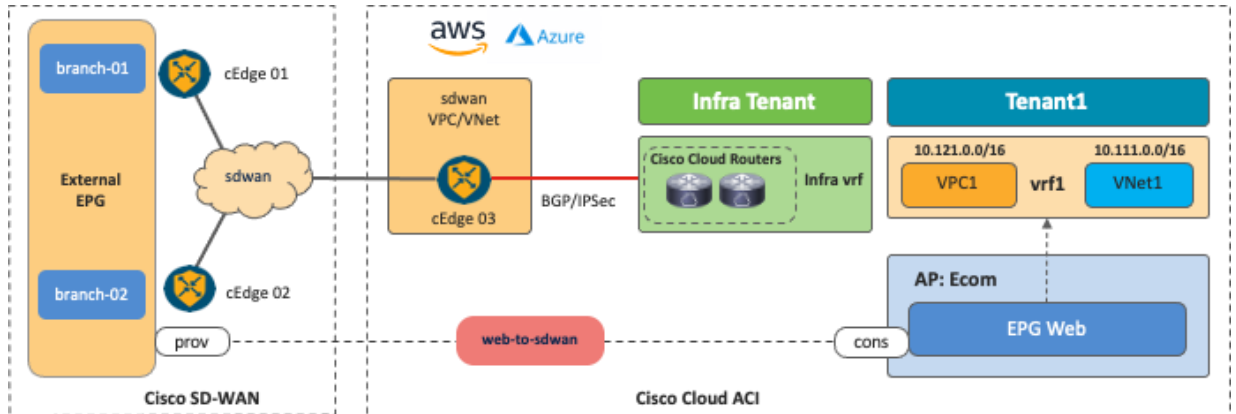 aws
Azure
branch-01
cEdge 01
External
EPG
sdwan
branch-02
cEdge 02
prov
Cisco SD-WAN
sdwan
VPC/VNet
cEdge 03
BGP/IPSec
Infra Tenant
Cisco Cloud Routers
Infra vrf
Tenant1
10.121.0.0/16
10.111.0.0/16
VPC1
vrf1
VNet1
AP: Ecom
EPG Web
web-to-sdwan
cons
Cisco Cloud ACI